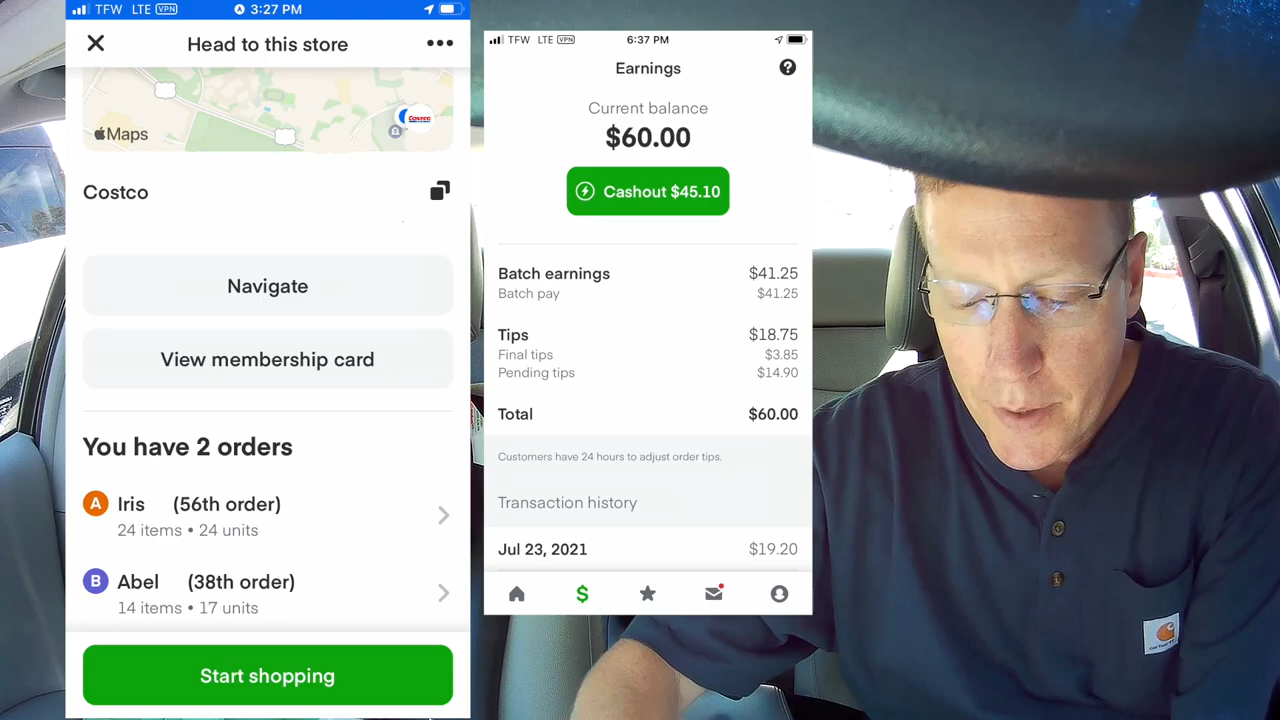 TFW LTE VPN 3:27 PM
Head to this store
Maps
Costco
Costco
Navigate
View membership card
You have 2 orders
A Iris (56th order)
24 items • 24 units
B Abel (38th order)
14 items • 17 units
Start shopping
TFW LTE VPN 6:37 PM
Earnings
?
Current balance
$60.00
Cashout $45.10
Batch earnings $41.25
Batch pay $41.25
Tips $18.75
Final tips $3.85
Pending tips $14.90
Total $60.00
Customers have 24 hours to adjust order tips.
Transaction history
Jul 23, 2021 $19.20
$
Carhartt